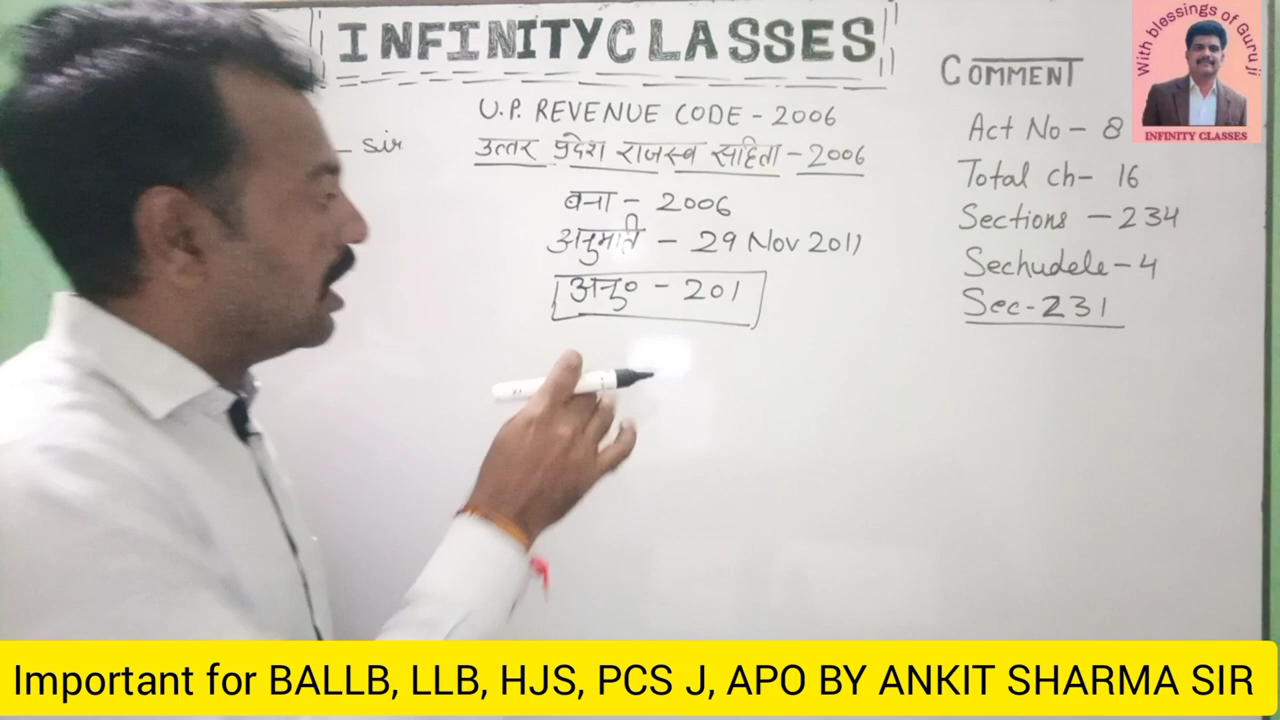 INFINITY CLASSES
U.P. REVENUE CODE - 2006
sir
उत्तर प्रदेश राजस्व सहिता - 2006
बना - 2006
अनुमति - 29 Nov 2011
अनु० - 201
COMMENT
Act No - 8
Total ch - 16
Sections - 234
Sechudele - 4
Sec - 231
With blessings of Guru ji
INFINITY CLASSES
Important for BALLB, LLB, HJS, PCS J, APO BY ANKIT SHARMA SIR